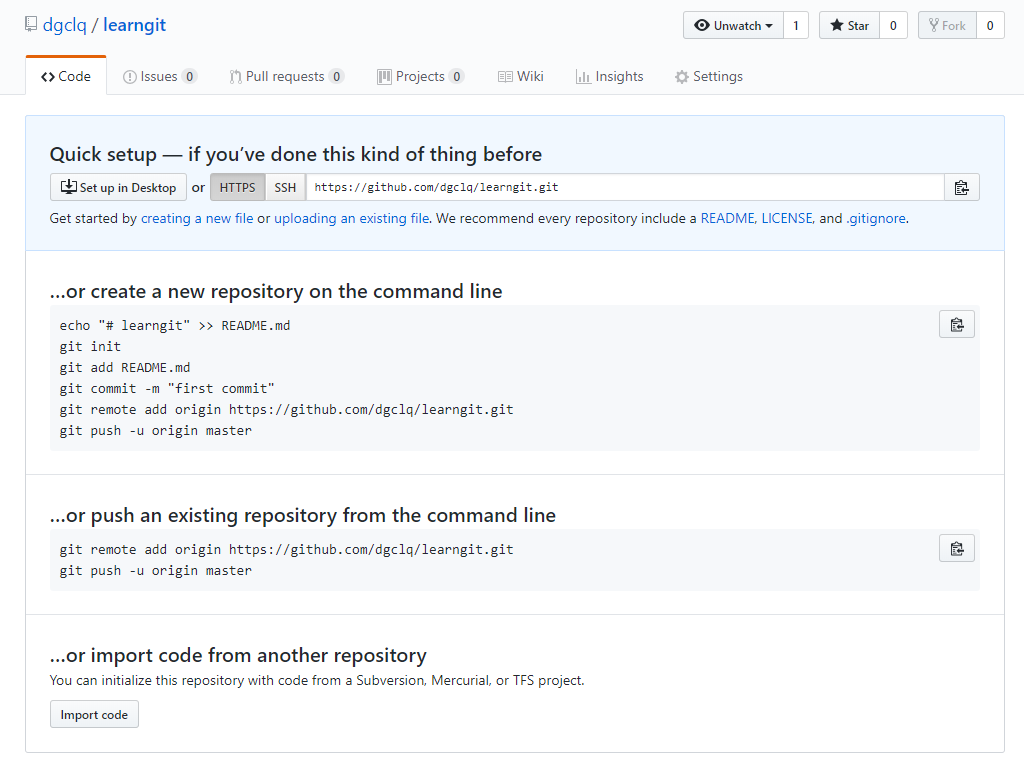 dgclq / learngit
Unwatch 1 Star 0 Fork 0
Code Issues 0 Pull requests 0 Projects 0 Wiki Insights Settings
Quick setup — if you’ve done this kind of thing before
Set up in Desktop or HTTPS SSH https://github.com/dgclq/learngit.git
Get started by creating a new file or uploading an existing file. We recommend every repository include a README, LICENSE, and .gitignore.
…or create a new repository on the command line
echo "# learngit" >> README.md
git init
git add README.md
git commit -m "first commit"
git remote add origin https://github.com/dgclq/learngit.git
git push -u origin master
…or push an existing repository from the command line
git remote add origin https://github.com/dgclq/learngit.git
git push -u origin master
…or import code from another repository
You can initialize this repository with code from a Subversion, Mercurial, or TFS project.
Import code